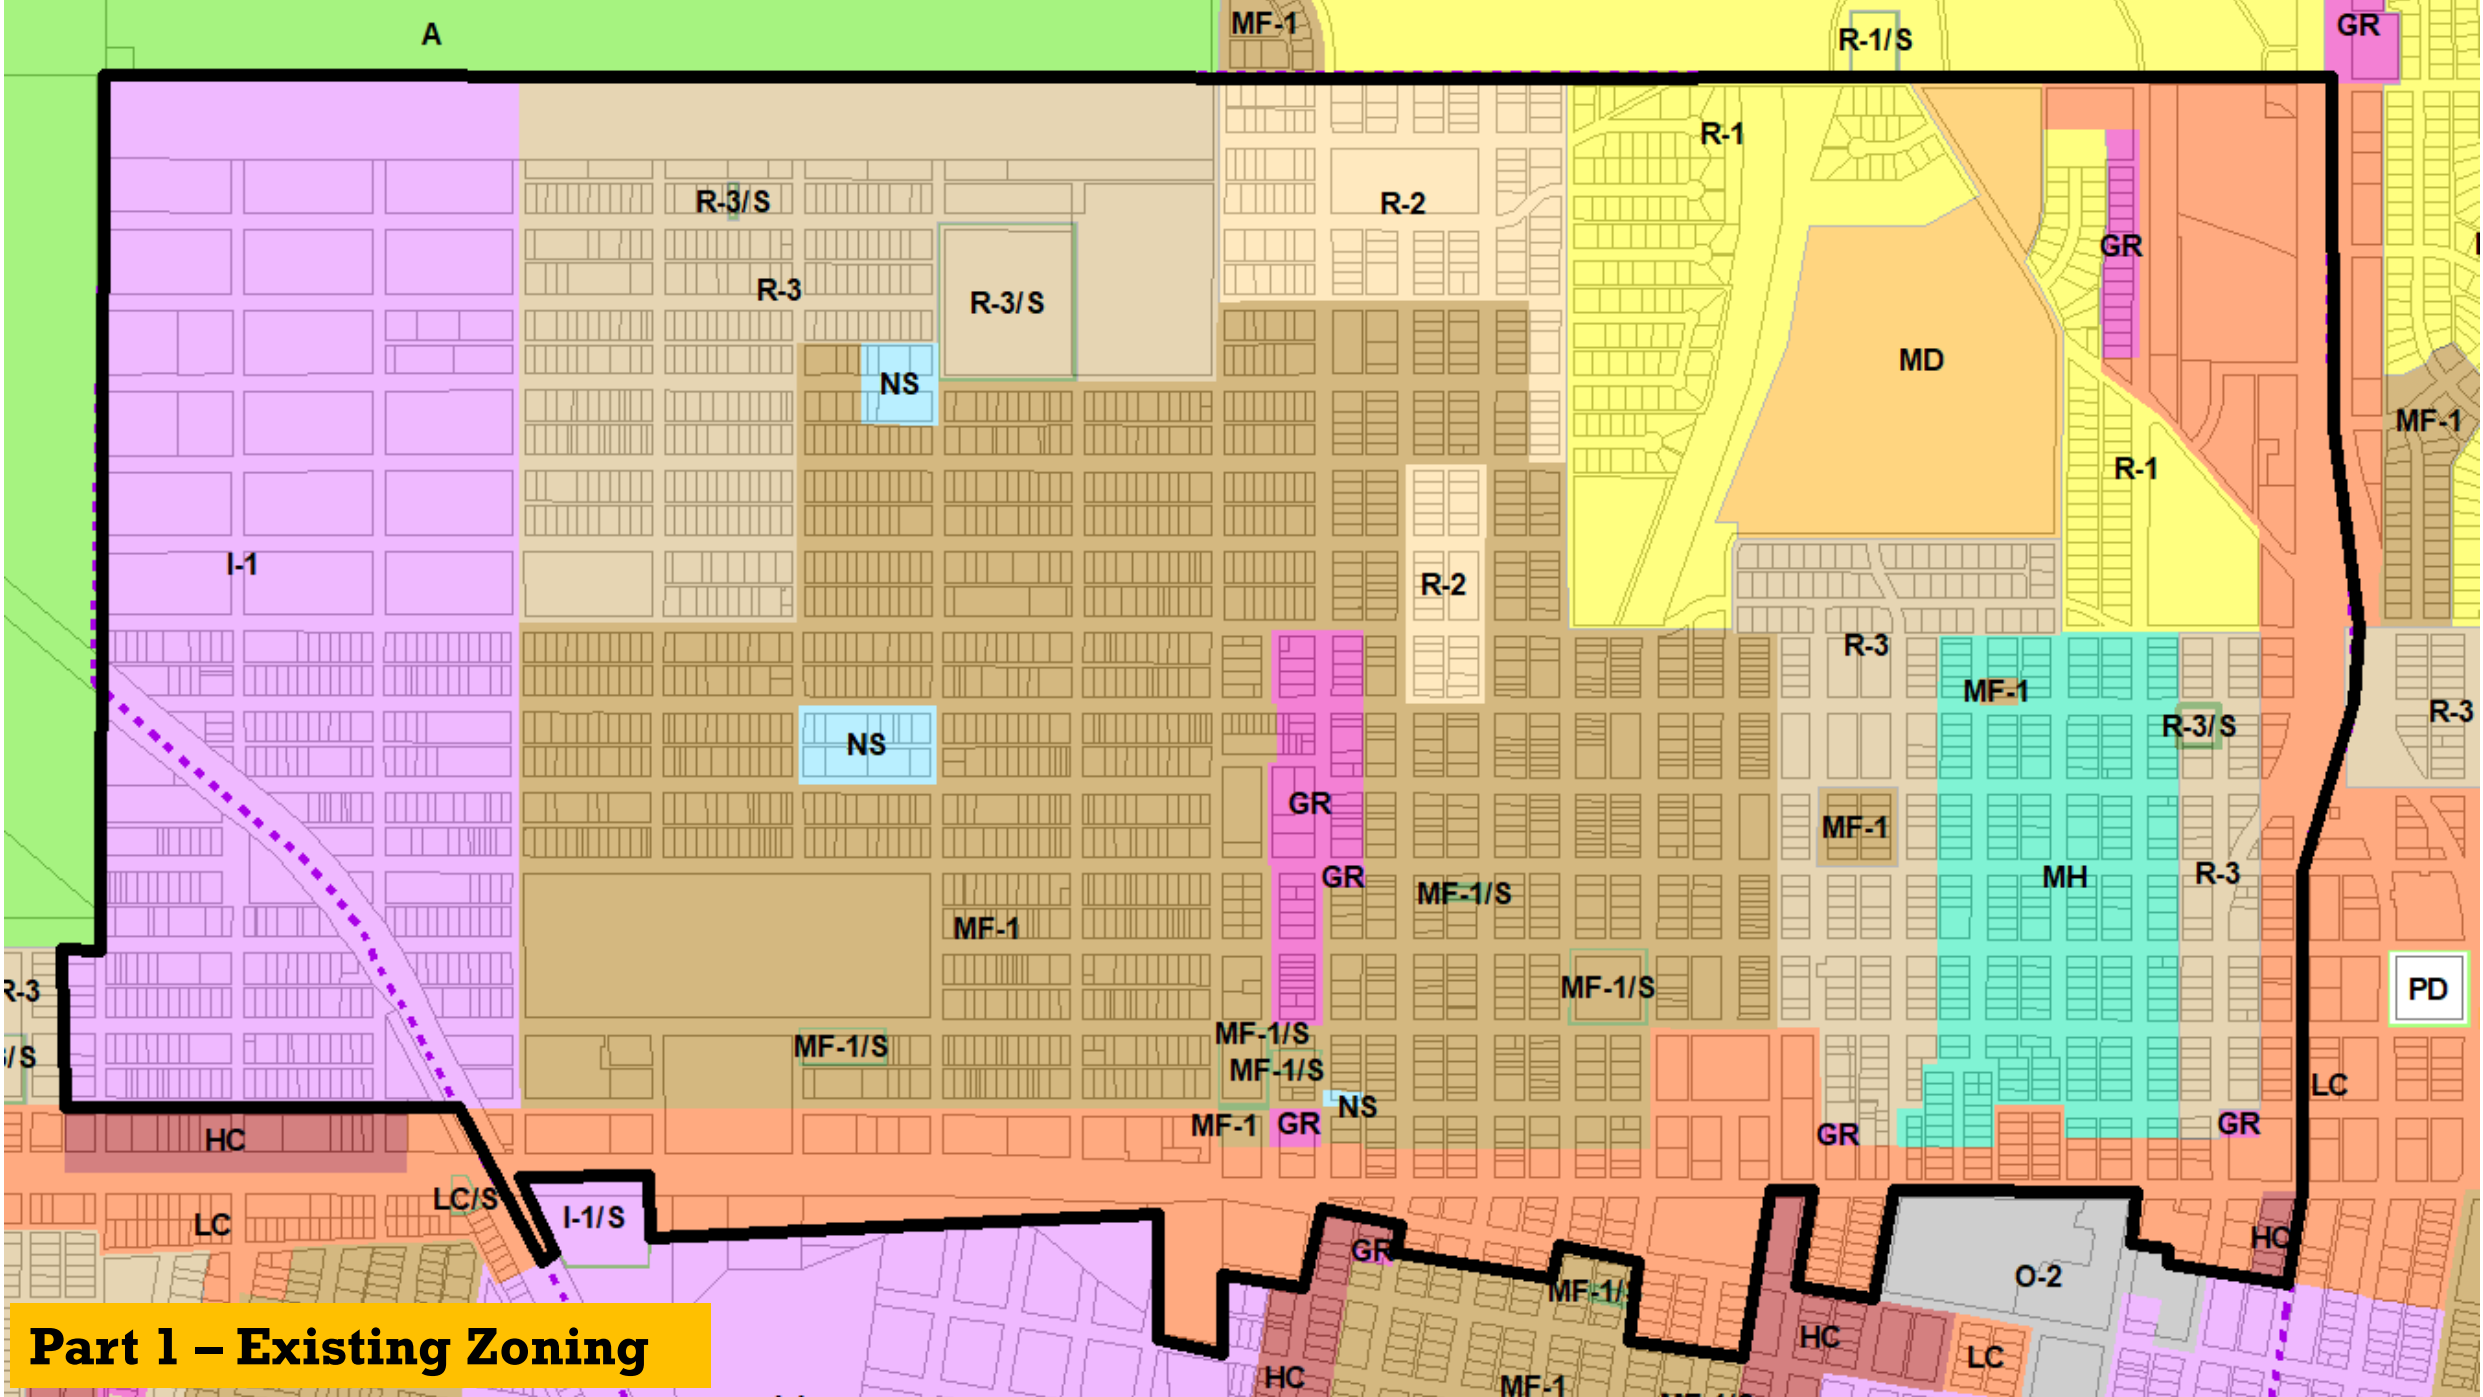 A
MF-1
R-1/S
GR
R-1
R-3/S
R-2
GR
R-3
R-3/S
MD
NS
MF-1
R-1
I-1
R-2
R-3
MF-1
R-3/S
R-3
NS
GR
MF-1
GR
MH
R-3
MF-1/S
MF-1
R-3
MF-1/S
PD
MF-1/S
MF-1/S
/S
MF-1/S
LC
NS
MF-1
GR
GR
GR
HC
LC/S
I-1/S
LC
HC
GR
O-2
MF-1/
HC
LC
HC
MF-1
Part 1 – Existing Zoning